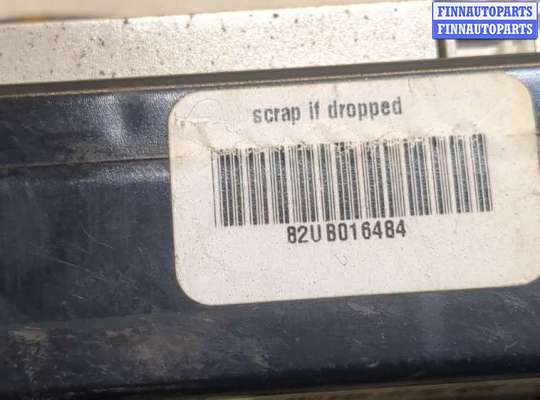 FINNAUTOPARTS
FINNAUTOPARTS
scrap if dropped
82UB016484